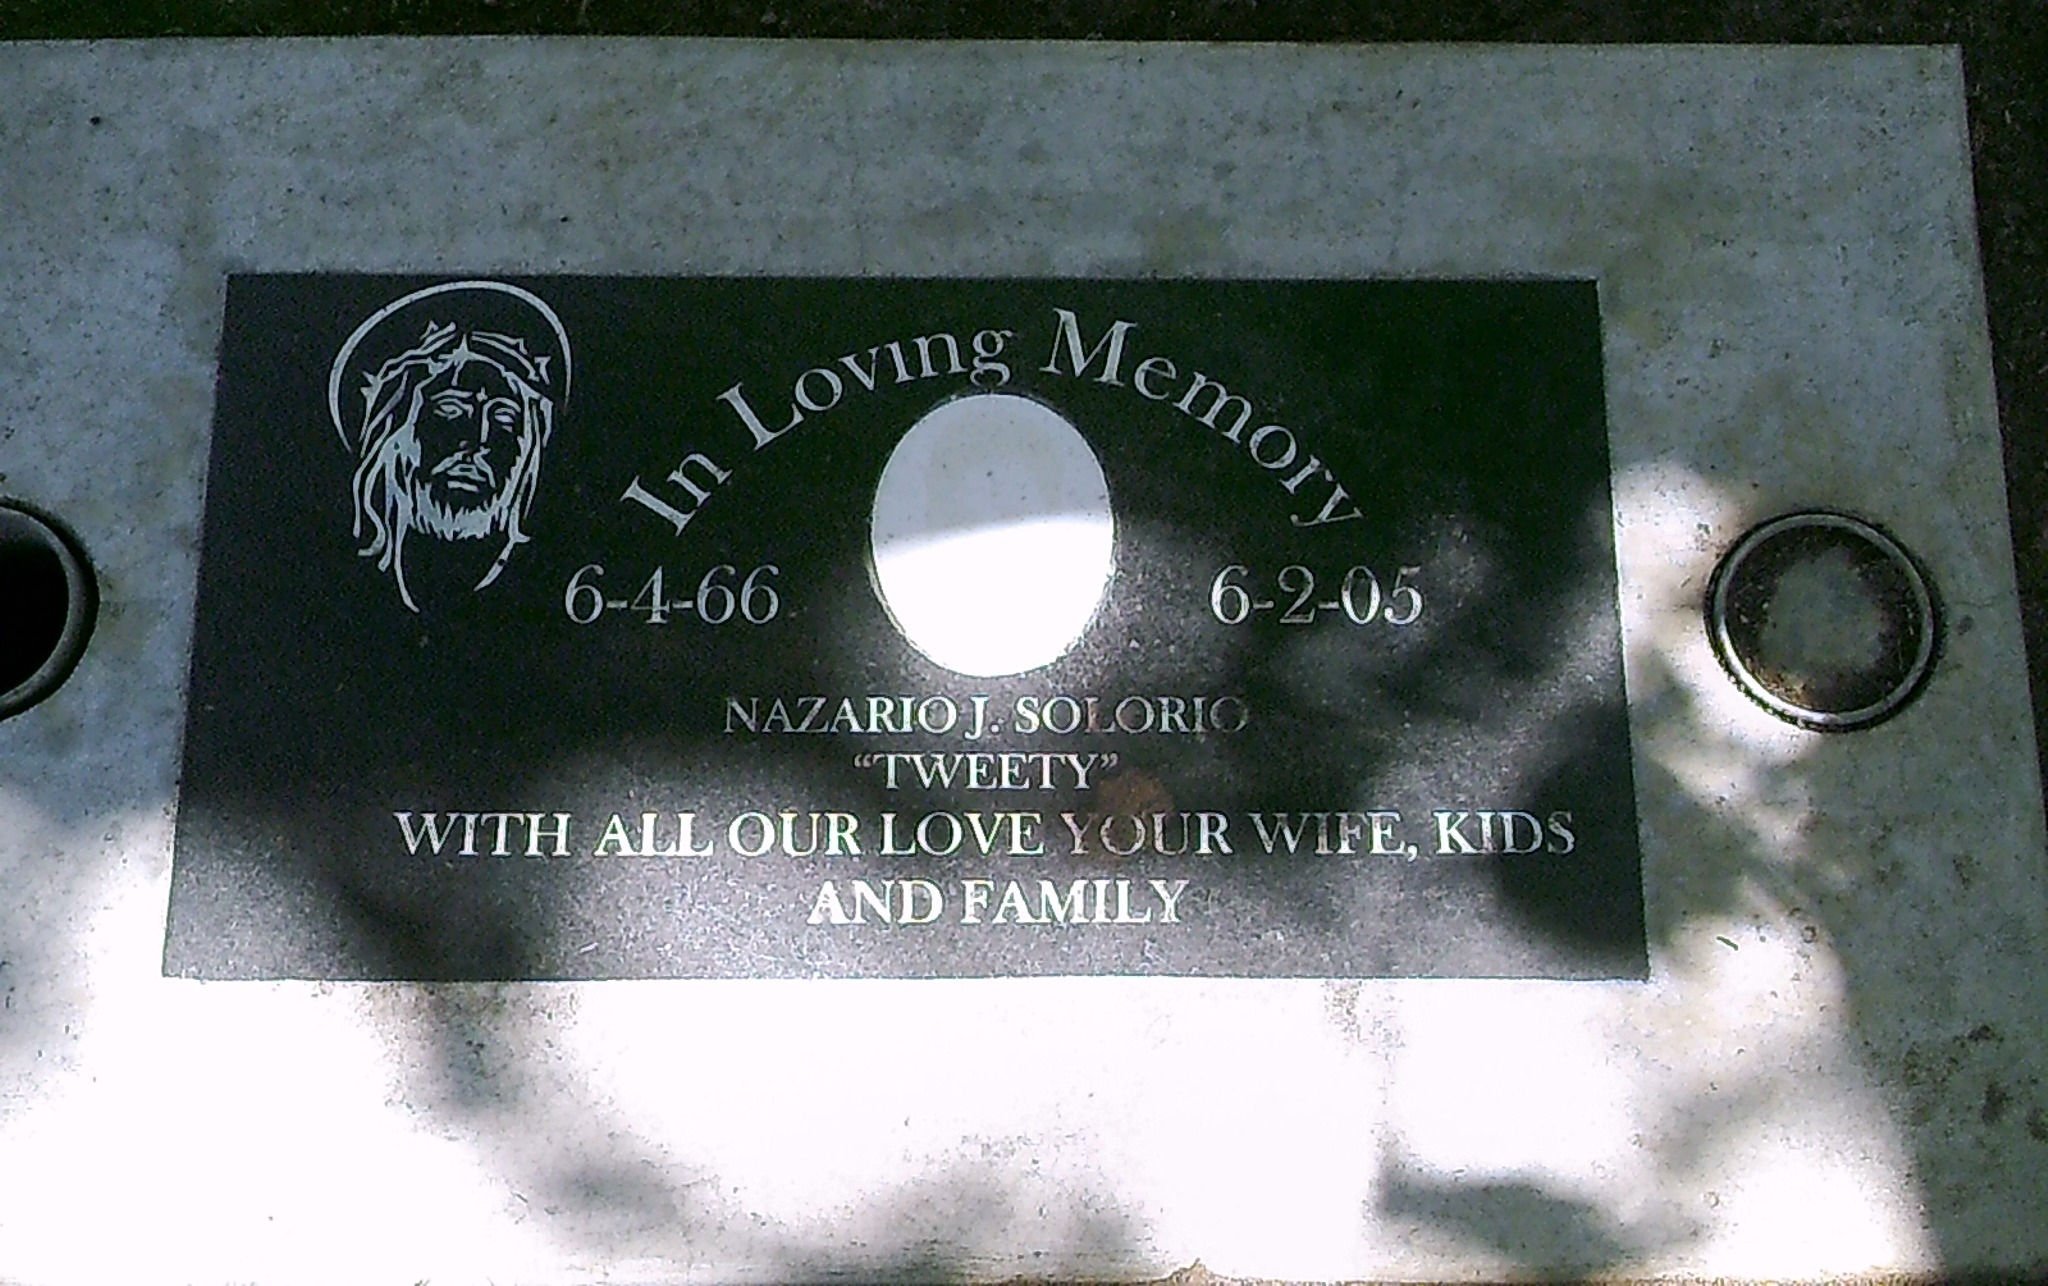 In Loving Memory
6-4-66 6-2-05
NAZARIO J. SOLORIO
“TWEETY”
WITH ALL OUR LOVE YOUR WIFE, KIDS
AND FAMILY